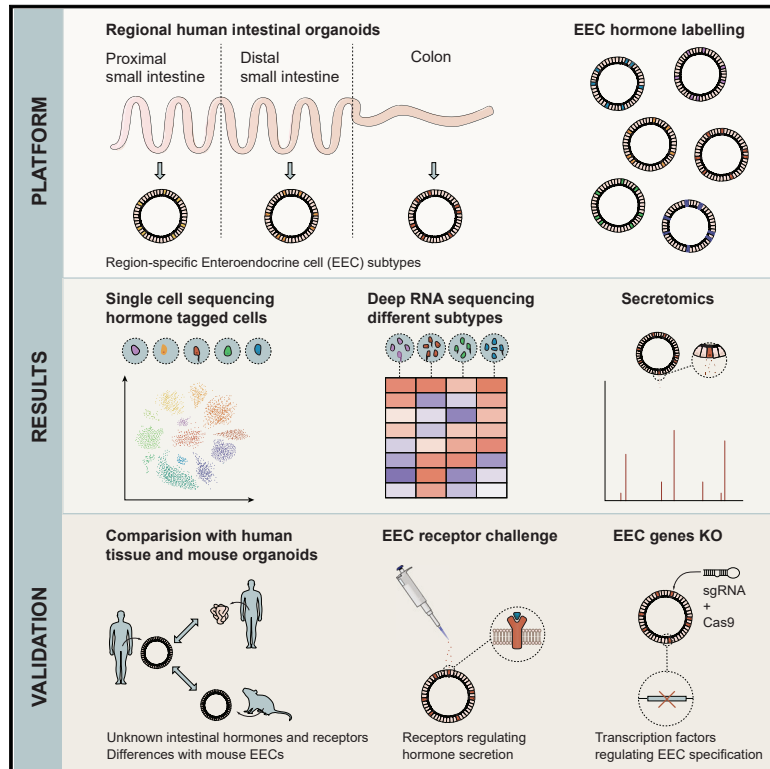 PLATFORM
Regional human intestinal organoids
Proximal
small intestine
Distal
small intestine
Colon
Region-specific Enteroendocrine cell (EEC) subtypes
EEC hormone labelling
RESULTS
Single cell sequencing
hormone tagged cells
Deep RNA sequencing
different subtypes
Secretomics
VALIDATION
Comparision with human
tissue and mouse organoids
Unknown intestinal hormones and receptors
Differences with mouse EECs
EEC receptor challenge
Receptors regulating
hormone secretion
EEC genes KO
sgRNA
+
Cas9
Transcription factors
regulating EEC specification